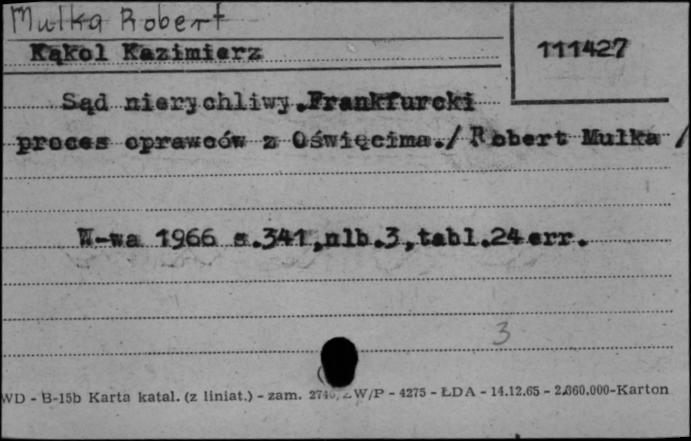 Mulka Robert
Kąkol Kazimierz
111427
Sąd nierychliwy.Frankfurcki
proces oprawców z Oświęcima./ Robert Mulka /
W-wa 1966 s.341,nlb.3,tabl.24 err.
3
WD - B-15b Karta katal. (z liniat.) - zam. W/P - 4275 - ŁDA - 14.12.65 - 2.060.000-Karton